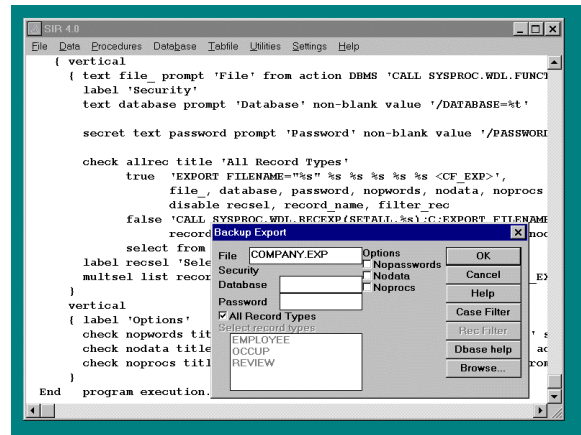 SIR 4.0
File Data Procedures Database Tabfile Utilities Settings Help
{ vertical
{ text file_ prompt 'File' from action DBMS 'CALL SYSPROC.WDL.FUNCT
label 'Security'
text database prompt 'Database' non-blank value '/DATABASE=%t'
secret text password prompt 'Password' non-blank value '/PASSWORD
check allrec title 'All Record Types'
true 'EXPORT FILENAME="%s" %s %s %s %s %s <CF_EXP>',
file_, database, password, nopwords, nodata, noprocs
disable recsel, record_name, filter_rec
false 'CALL SYSPROC.WDL.RECEXP(SETALL,%s);C:EXPORT FILENAME
record
select from
label recsel 'Sele
multsel list recor
}
vertical
{ label 'Options'
check nopwords tit
check nodata title
check noprocs titl
}
End program execution.
Backup Export
File COMPANY.EXP
Security
Database
Password
All Record Types
Select record types
EMPLOYEE
OCCUP
REVIEW
Options
Nopasswords
Nodata
Noprocs
OK
Cancel
Help
Case Filter
Rec Filter
Dbase help
Browse...